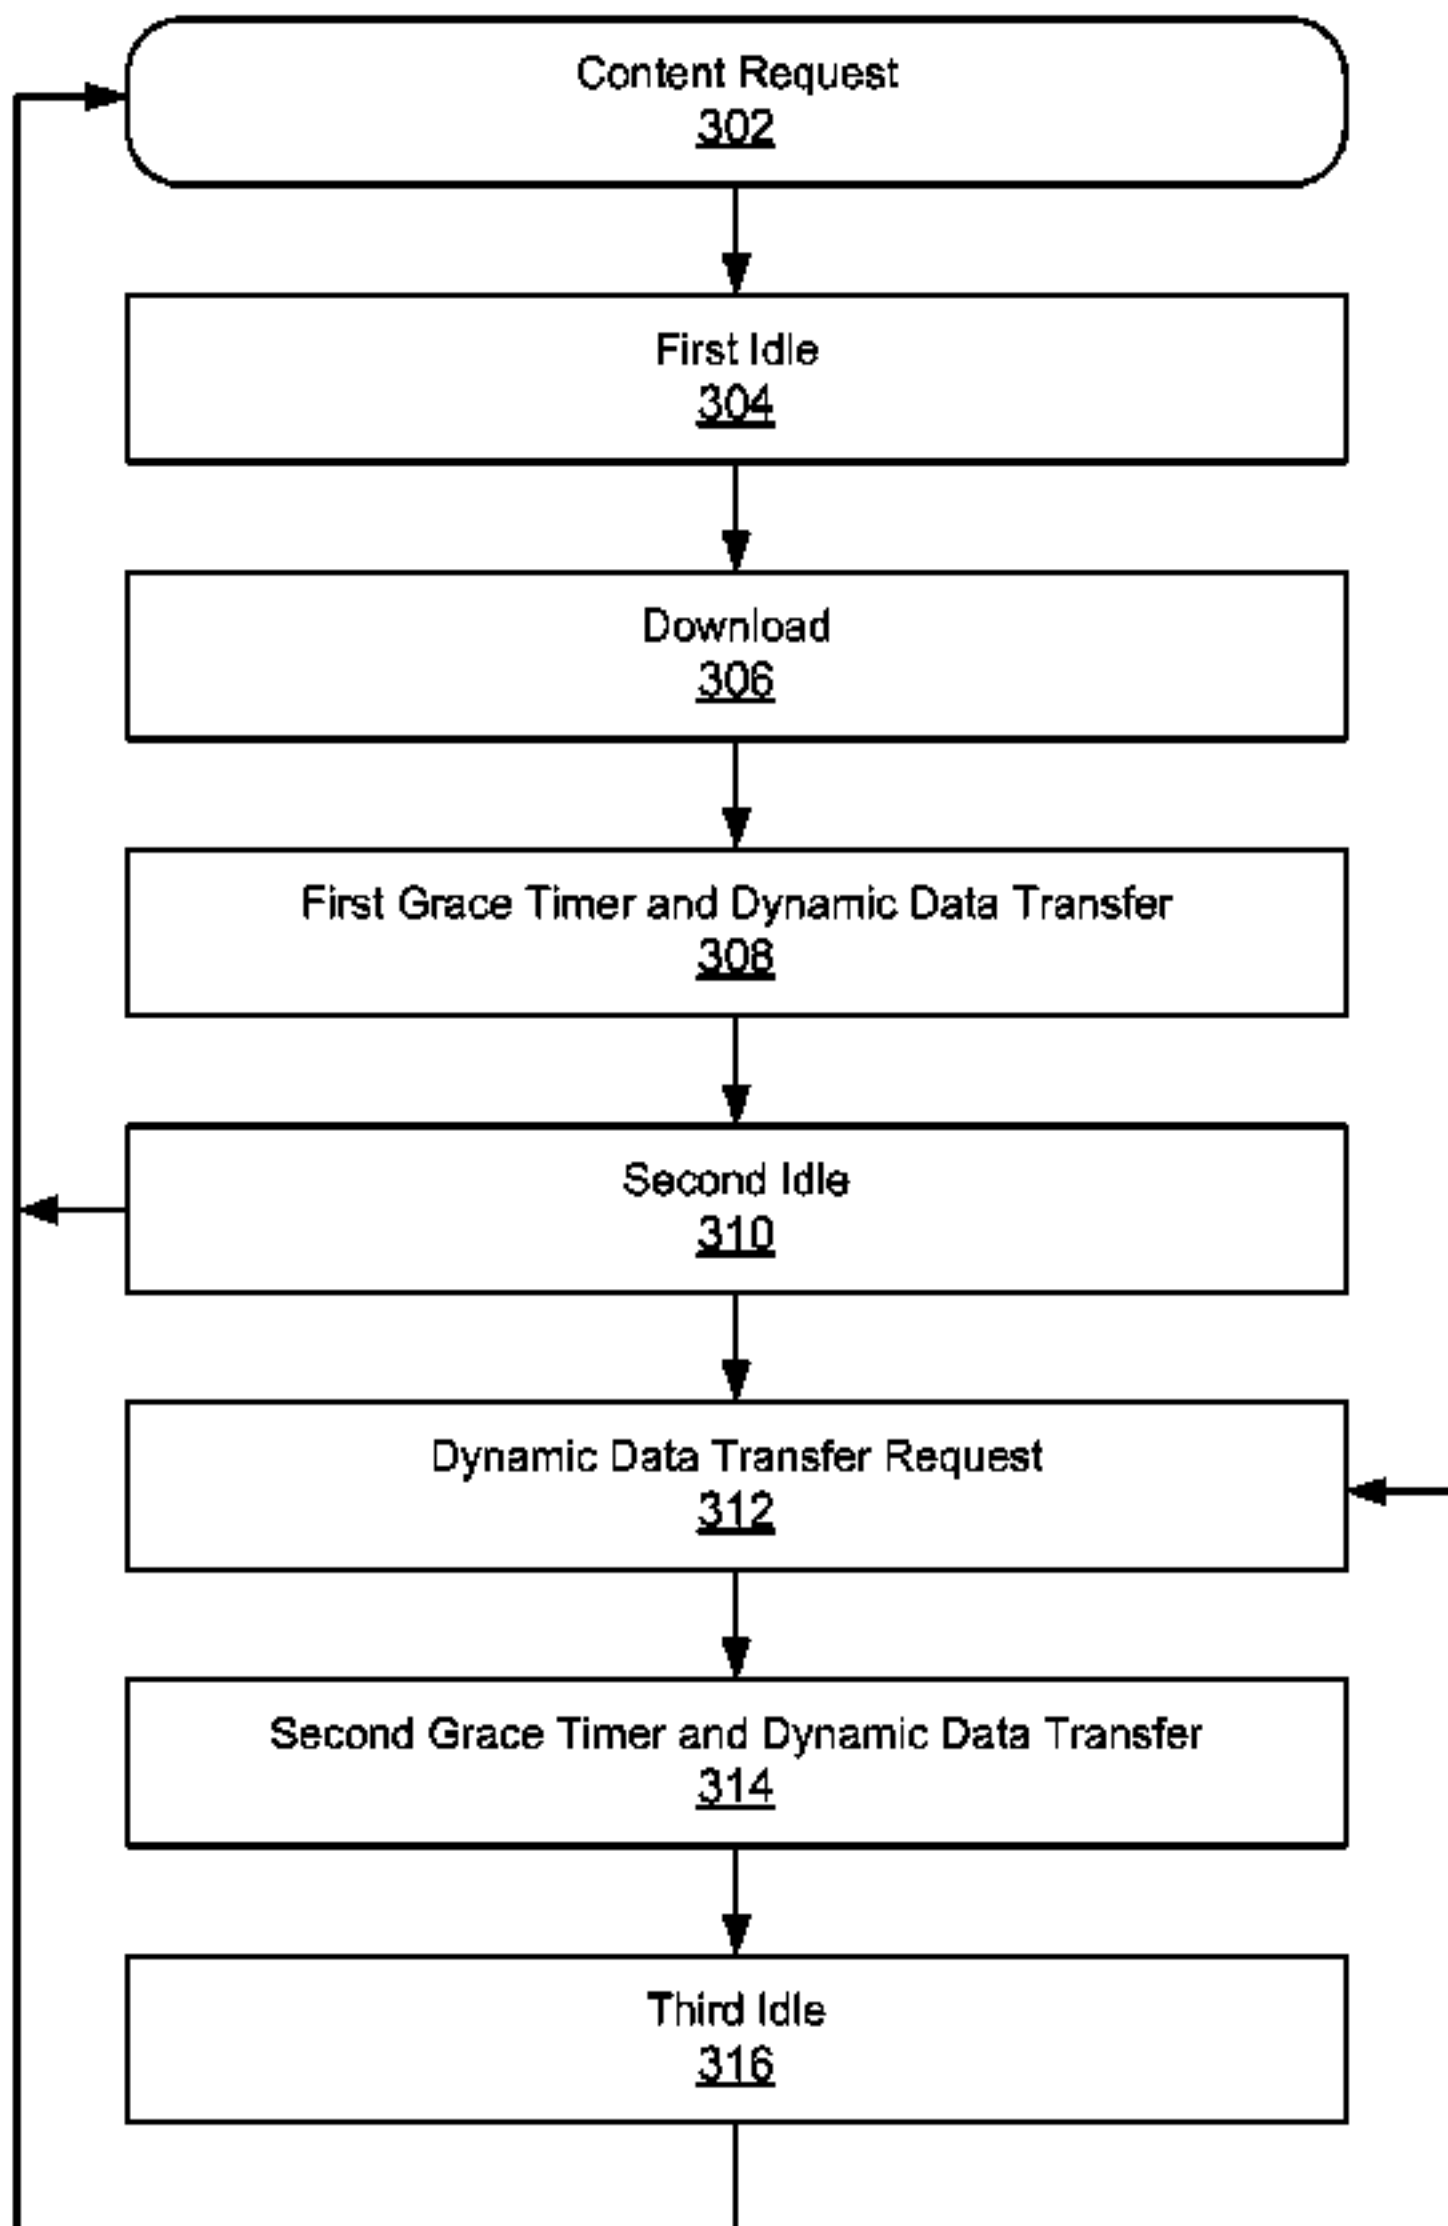 Content Request
302
First Idle
304
Download
306
First Grace Timer and Dynamic Data Transfer
308
Second Idle
310
Dynamic Data Transfer Request
312
Second Grace Timer and Dynamic Data Transfer
314
Third Idle
316